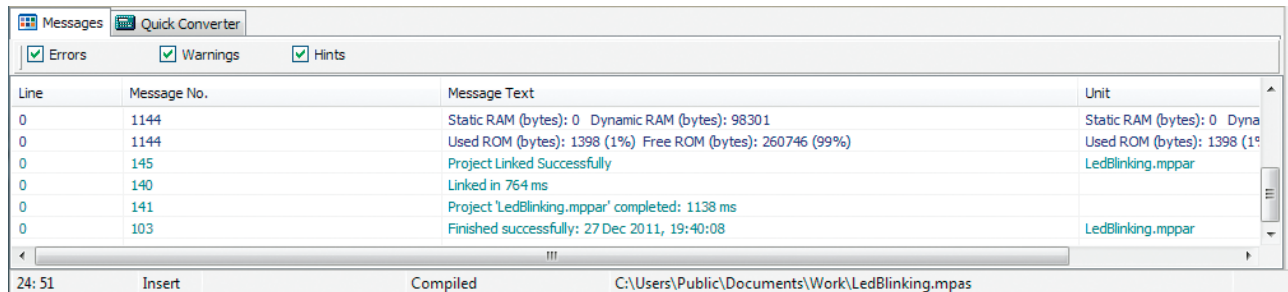 Messages Quick Converter
Errors Warnings Hints
Line Message No. Message Text Unit
0 1144 Static RAM (bytes): 0 Dynamic RAM (bytes): 98301 Static RAM (bytes): 0 Dyna
0 1144 Used ROM (bytes): 1398 (1%) Free ROM (bytes): 260746 (99%) Used ROM (bytes): 1398 (1%
0 145 Project Linked Successfully LedBlinking.mppar
0 140 Linked in 764 ms
0 141 Project 'LedBlinking.mppar' completed: 1138 ms
0 103 Finished successfully: 27 Dec 2011, 19:40:08 LedBlinking.mppar
24: 51 Insert Compiled C:\Users\Public\Documents\Work\LedBlinking.mpas